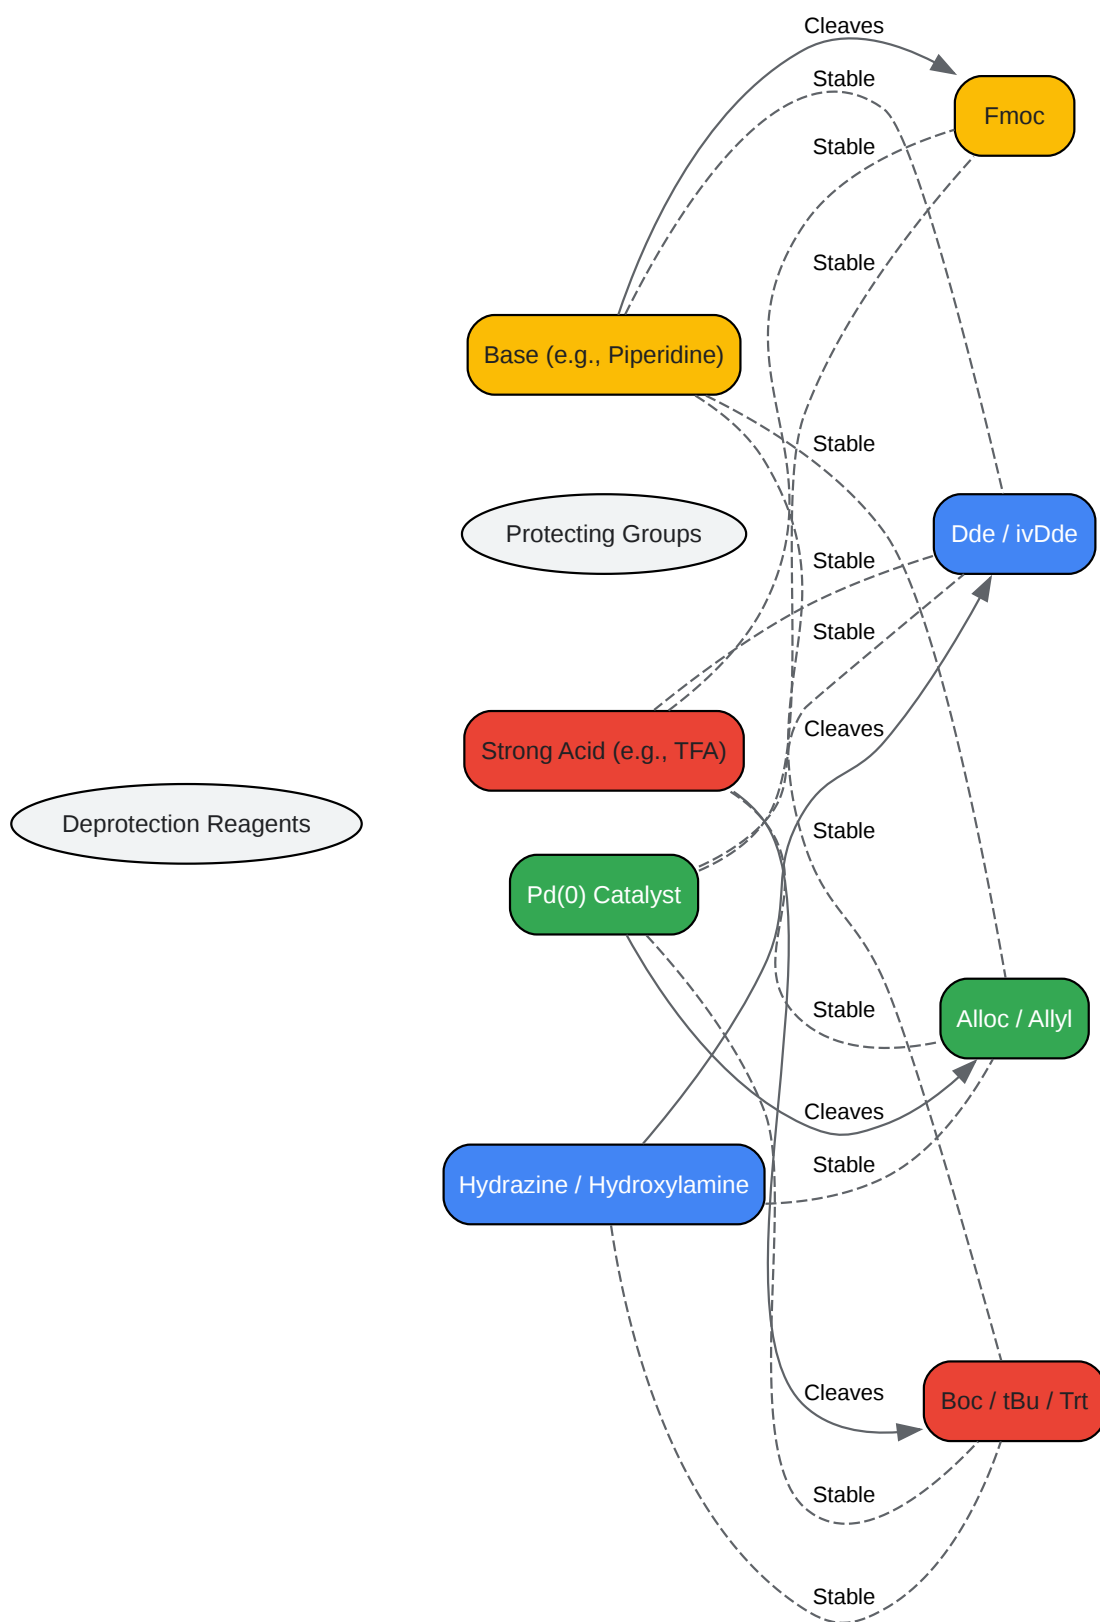 Cleaves
Stable
Fmoc
Stable
Stable
Base (e.g., Piperidine)
Stable
Protecting Groups
Dde / ivDde
Stable
Stable
Cleaves
Strong Acid (e.g., TFA)
Deprotection Reagents
Stable
Pd(0) Catalyst
Stable
Alloc / Allyl
Cleaves
Stable
Hydrazine / Hydroxylamine
Cleaves
Boc / tBu / Trt
Stable
Stable